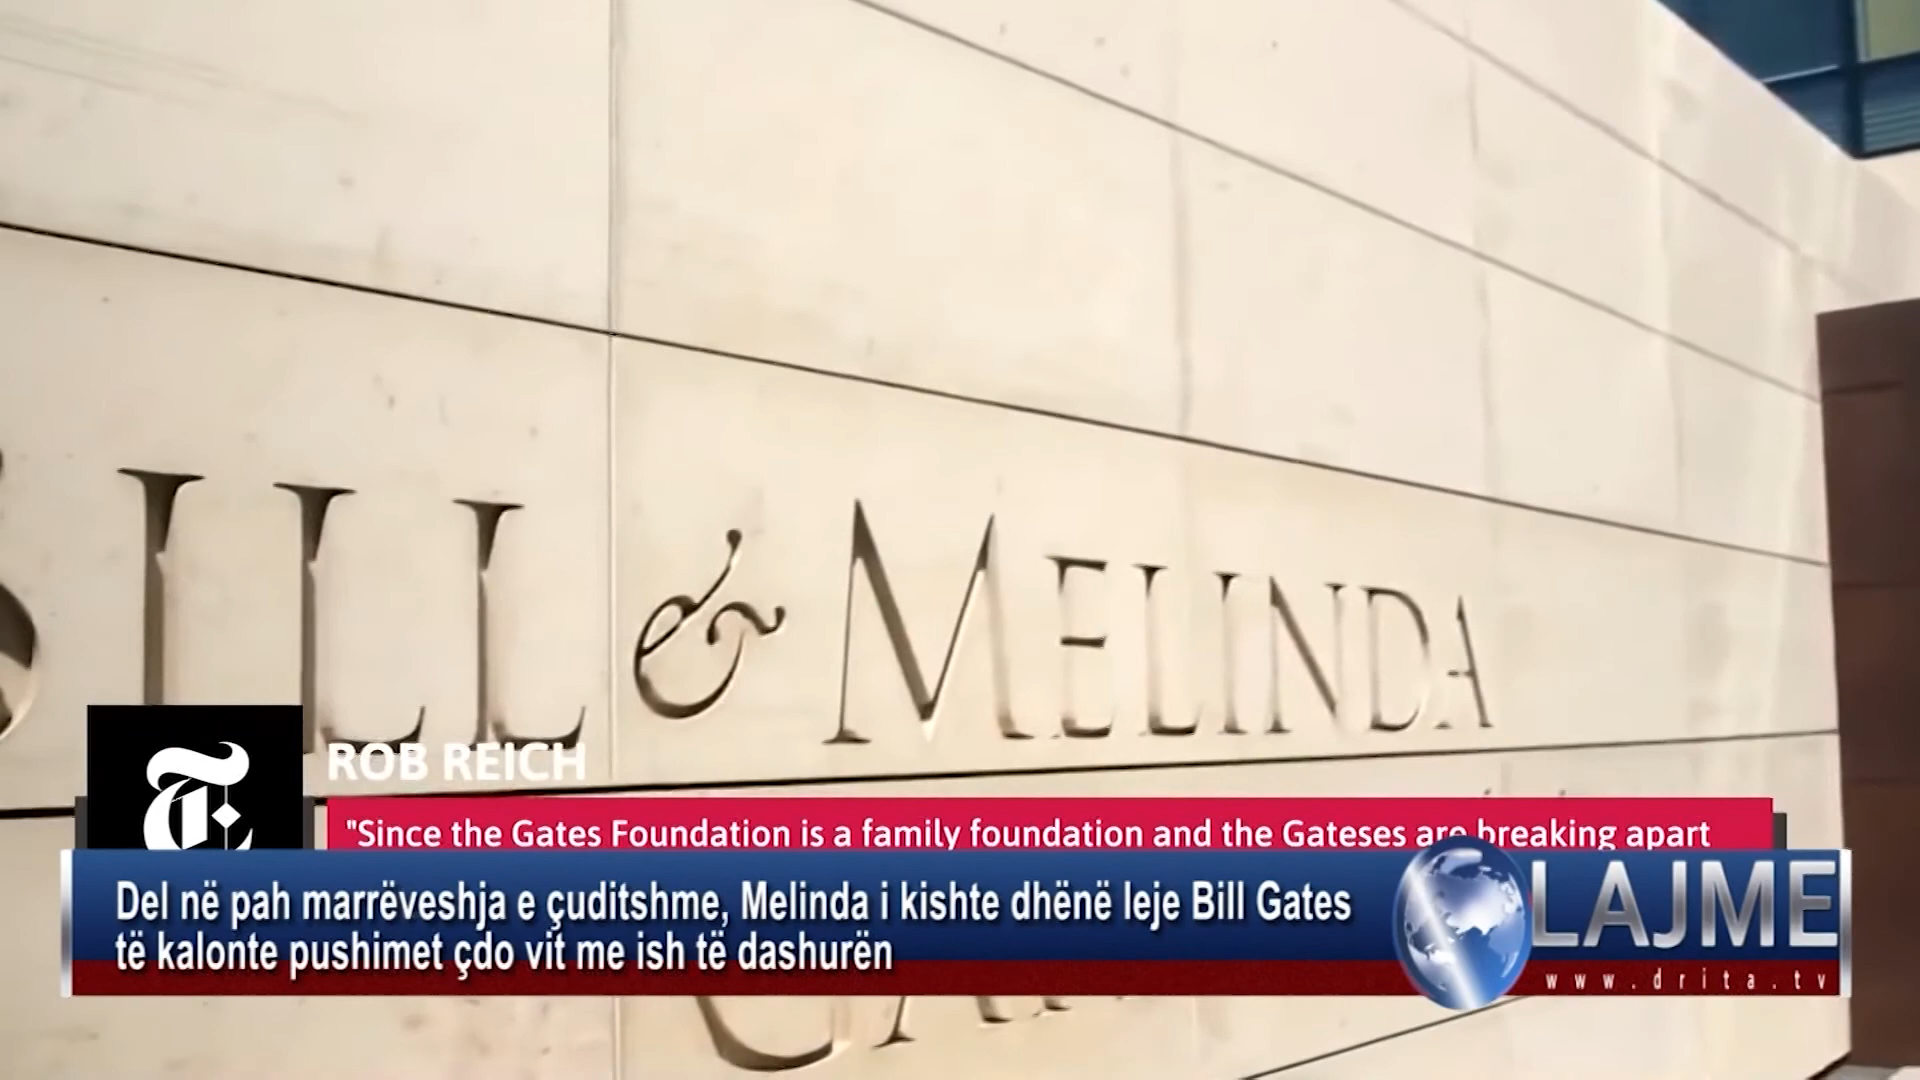 BILL & MELINDA
ROB REICH
"Since the Gates Foundation is a family foundation and the Gateses are breaking apart
Del në pah marrëveshja e çuditshme, Melinda i kishte dhënë leje Bill Gates
të kalonte pushimet çdo vit me ish të dashurën
LAJME
www.drita.tv